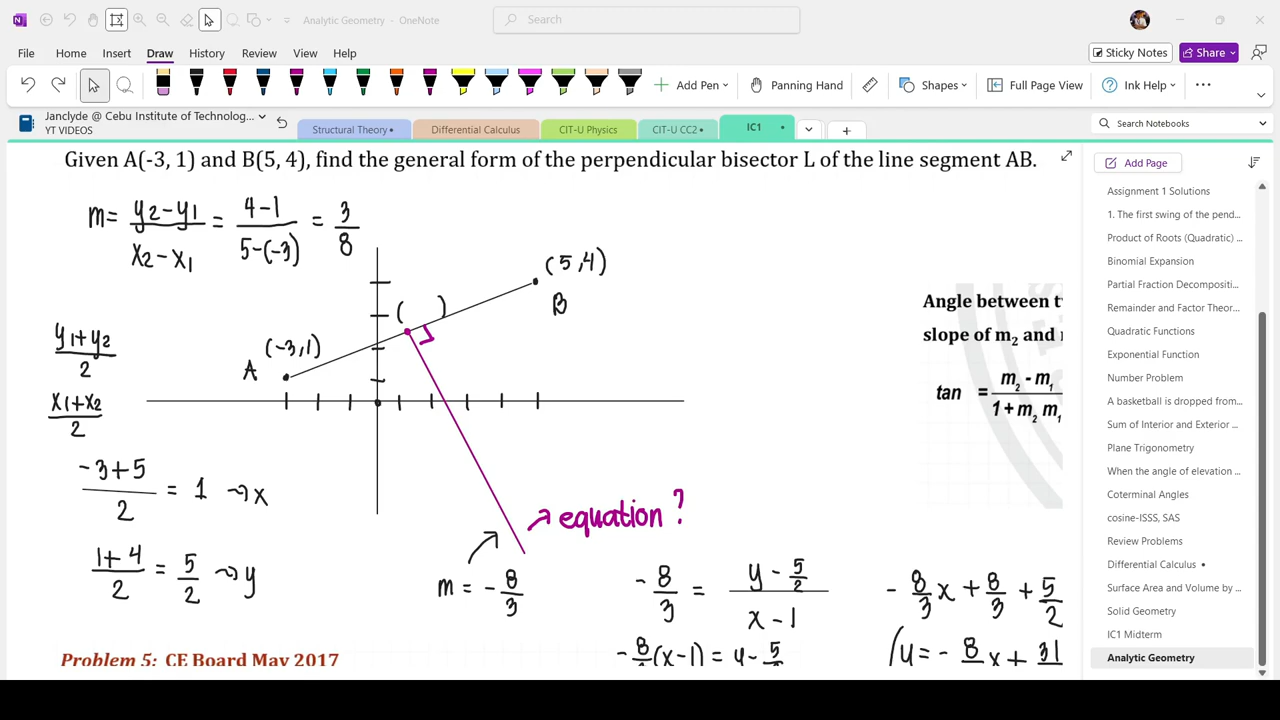 Analytic Geometry - OneNote
Search
File Home Insert Draw History Review View Help
Sticky Notes
Share
Add Pen
Panning Hand
Shapes
Full Page View
Ink Help
Janclyde @ Cebu Institute of Technolog...
YT VIDEOS
Structural Theory
Differential Calculus
CIT-U Physics
CIT-U CC2
IC1
Search Notebooks
Given A(-3, 1) and B(5, 4), find the general form of the perpendicular bisector L of the line segment AB.
m = (y2 - y1)/(x2 - x1) = (4 - 1)/(5 - (-3)) = 3/8
(5, 4)
B
( )
(-3, 1)
A
(y1 + y2)/2
(x1 + x2)/2
(-3 + 5)/2 = 1 → x
(1 + 4)/2 = 5/2 → y
→ equation ?
m = - 8/3
- 8/3 = (y - 5/2)/(x - 1)
(x - 1) = y -
- 8/3 x + 8/3 + 5/2
(y = - 8 x + 31
Angle between t
slope of m2 and
tan = (m2 - m1)/(1 + m2 m1
Problem 5: CE Board May 2017
Add Page
Assignment 1 Solutions
1. The first swing of the pend...
Product of Roots (Quadratic) ...
Binomial Expansion
Partial Fraction Decompositi...
Remainder and Factor Theor...
Quadratic Functions
Exponential Function
Number Problem
A basketball is dropped from...
Sum of Interior and Exterior ...
Plane Trigonometry
When the angle of elevation ...
Coterminal Angles
cosine-ISSS, SAS
Review Problems
Differential Calculus
Surface Area and Volume by ...
Solid Geometry
IC1 Midterm
Analytic Geometry